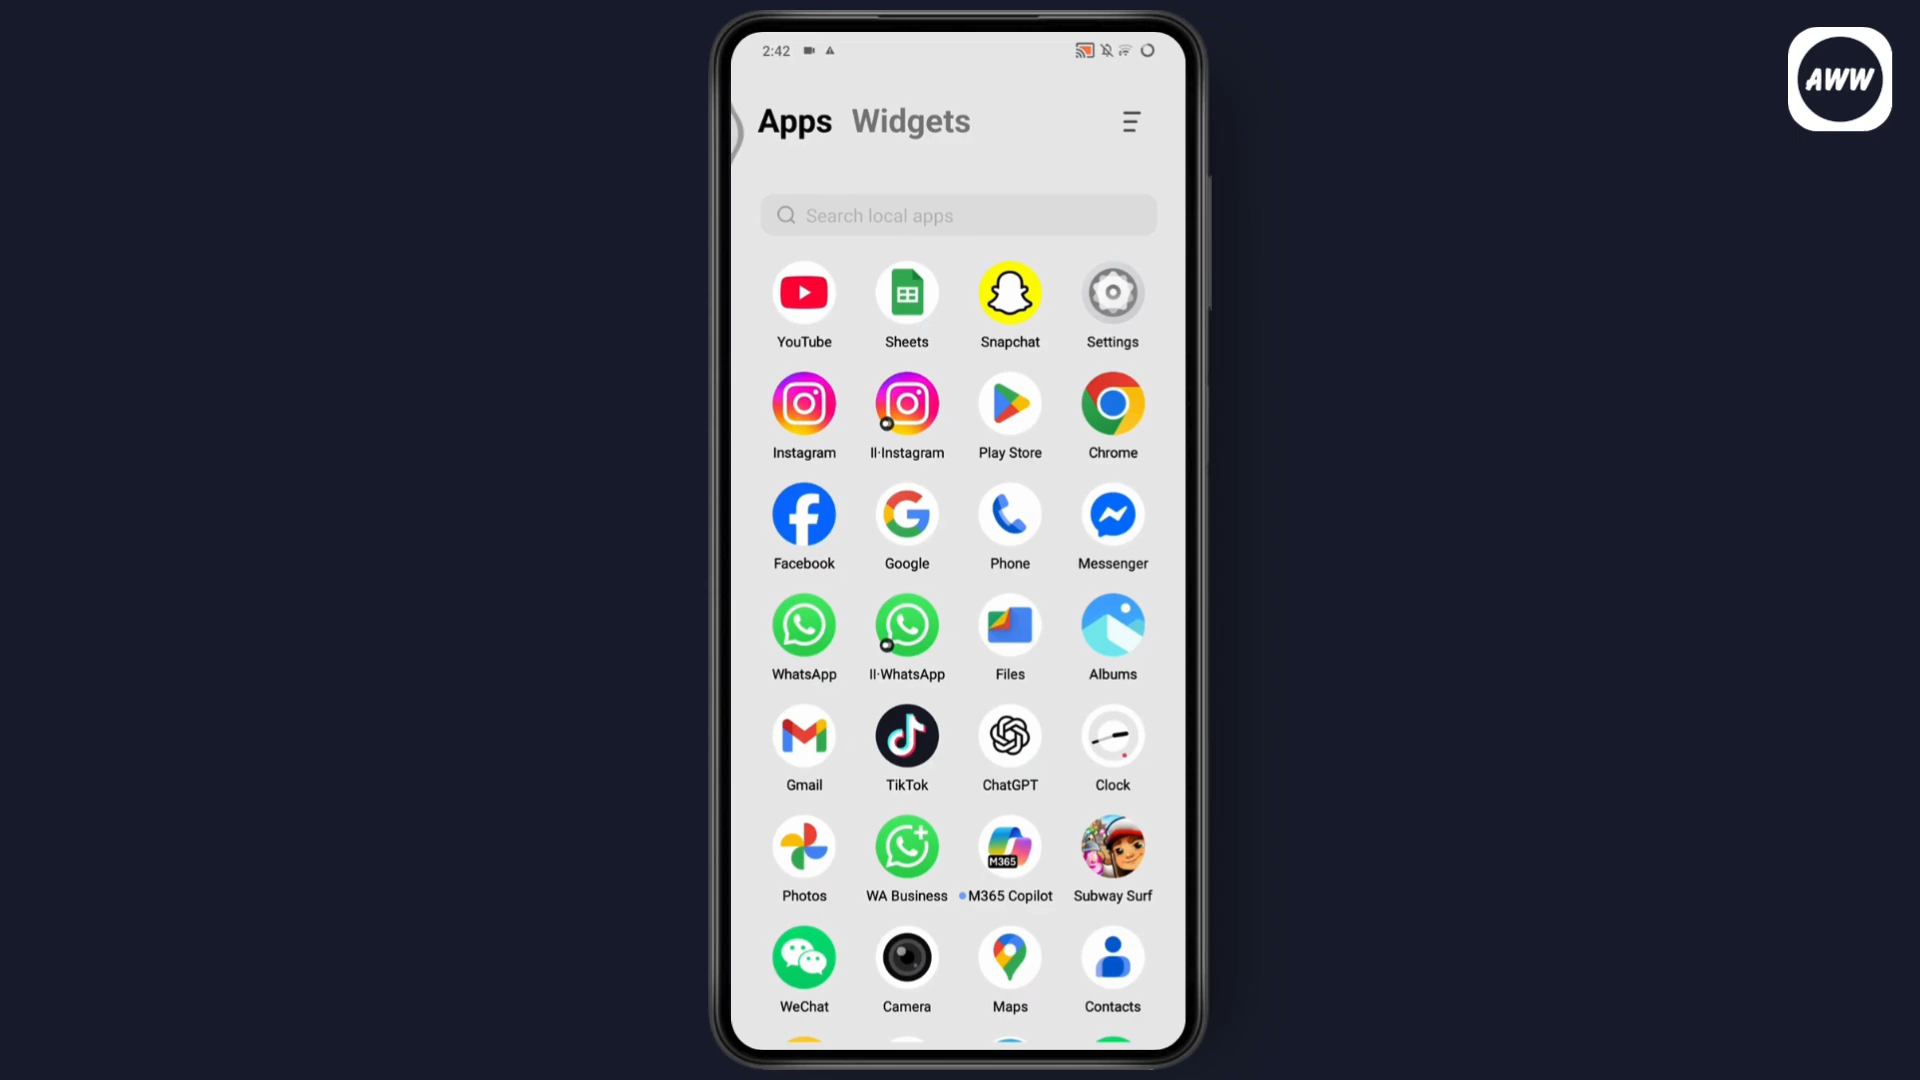 2:42
AWW
Apps Widgets
Search local apps
YouTube Sheets Snapchat Settings
Instagram II·Instagram Play Store Chrome
Facebook Google Phone Messenger
WhatsApp II·WhatsApp Files Albums
Gmail TikTok ChatGPT Clock
M365
Photos WA Business M365 Copilot Subway Surf
WeChat Camera Maps Contacts